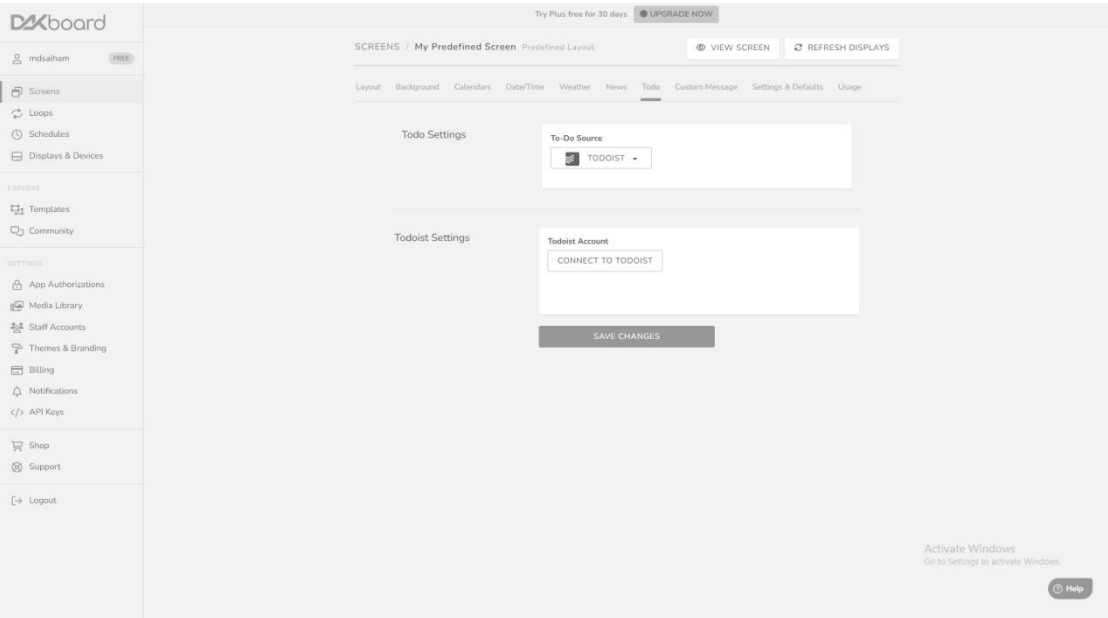 DAKboard
Try Plus free for 30 days UPGRADE NOW
mdsaiham FREE
Screens
Loops
Schedules
Displays & Devices
EXPLORE
Templates
Community
SETTINGS
App Authorizations
Media Library
Staff Accounts
Themes & Branding
Billing
Notifications
</> API Keys
Shop
Support
Logout
SCREENS / My Predefined Screen Predefined Layout
VIEW SCREEN REFRESH DISPLAYS
Layout Background Calendars Date/Time Weather News Todo Custom Message Settings & Defaults Usage
Todo Settings
To-Do Source
TODOIST
Todoist Settings
Todoist Account
CONNECT TO TODOIST
SAVE CHANGES
Activate Windows
Go to Settings to activate Windows.
Help